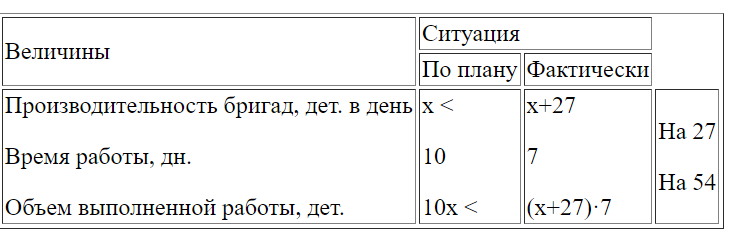 Величины
Ситуация
По плану
Фактически
Производительность бригад, дет. в день
x <
x+27
На 27
Время работы, дн.
10
7
На 54
Объем выполненной работы, дет.
10x <
(x+27)·7